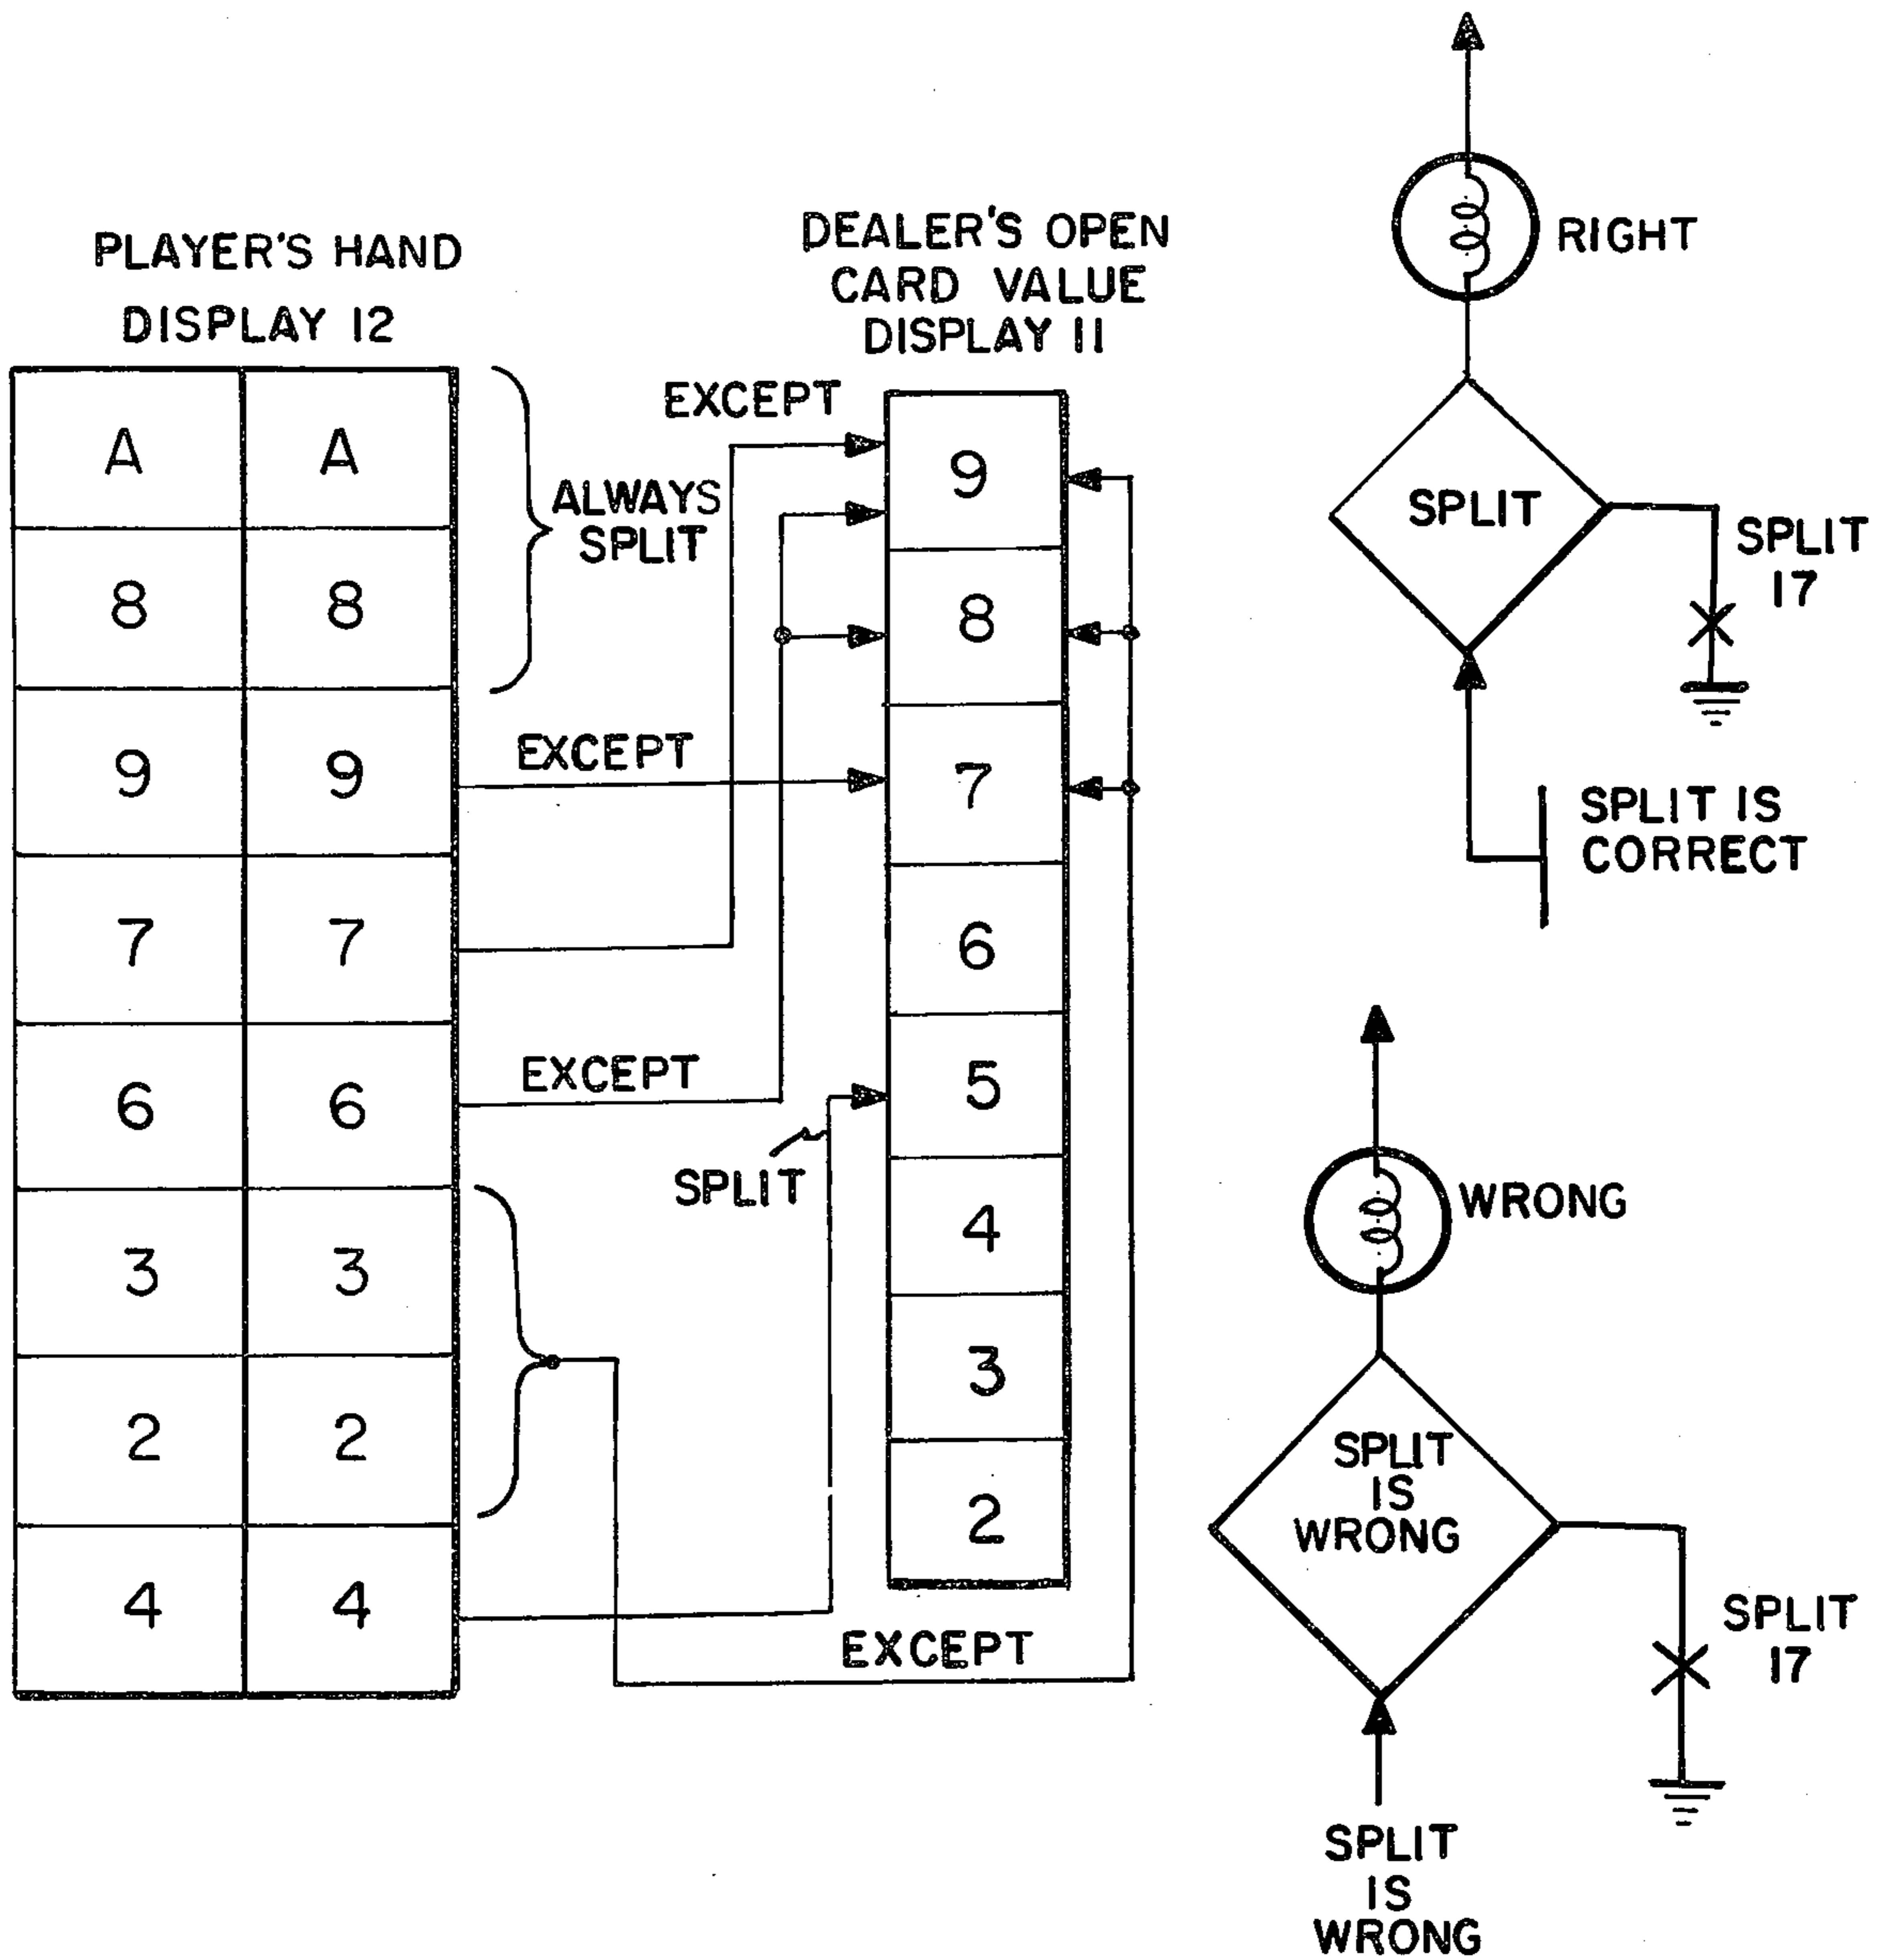 PLAYER'S HAND
DISPLAY 12
A A
8 8
9 9
7 7
6 6
3 3
2 2
4 4
ALWAYS
SPLIT
EXCEPT
EXCEPT
EXCEPT
SPLIT
EXCEPT
DEALER'S OPEN
CARD VALUE
DISPLAY 11
9
8
7
6
5
4
3
2
RIGHT
SPLIT
SPLIT
17
SPLIT IS
CORRECT
WRONG
SPLIT
IS
WRONG
SPLIT
17
SPLIT
IS
WRONG